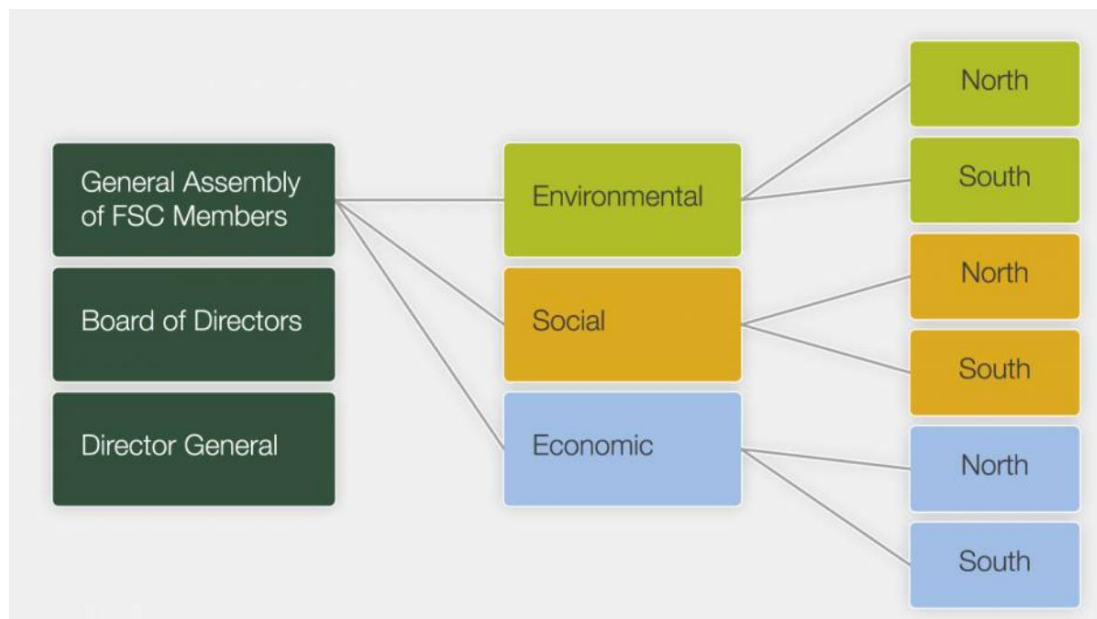 General Assembly
of FSC Members
Board of Directors
Director General
Environmental
Social
Economic
North
South
North
South
North
South